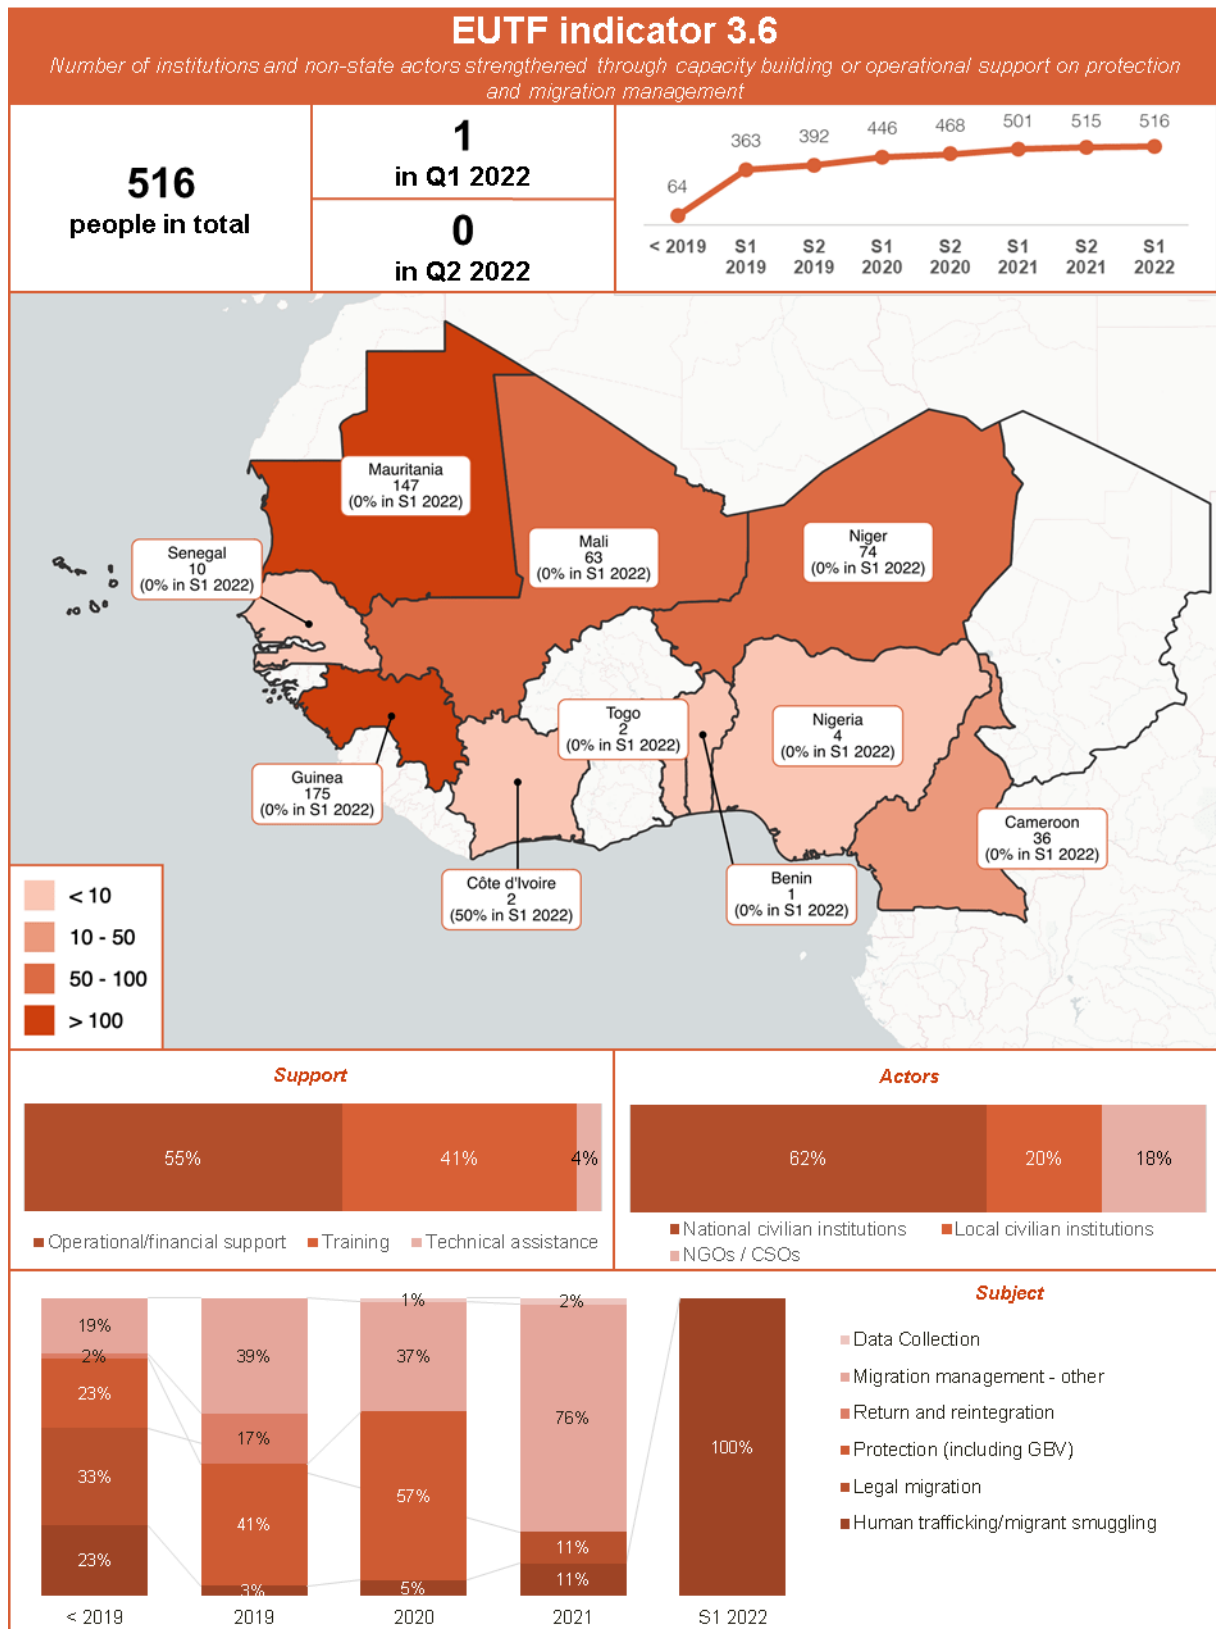 EUTF indicator 3.6
Number of institutions and non-state actors strengthened through capacity building or operational support on protection
and migration management
516
people in total
1
in Q1 2022
0
in Q2 2022
64
363
392
446
468
501
515
516
< 2019
S1
2019
S2
2019
S1
2020
S2
2020
S1
2021
S2
2021
S1
2022
Mauritania
147
(0% in S1 2022)
Senegal
10
(0% in S1 2022)
Mali
63
(0% in S1 2022)
Niger
74
(0% in S1 2022)
Togo
2
(0% in S1 2022)
Nigeria
4
(0% in S1 2022)
Guinea
175
(0% in S1 2022)
Cameroon
36
(0% in S1 2022)
Côte d'Ivoire
2
(50% in S1 2022)
Benin
1
(0% in S1 2022)
< 10
10 - 50
50 - 100
> 100
Support
55%
41%
4%
Operational/financial support
Training
Technical assistance
Actors
62%
20%
18%
National civilian institutions
Local civilian institutions
NGOs / CSOs
19%
2%
23%
33%
23%
< 2019
39%
17%
41%
3%
2019
1%
37%
57%
5%
2020
2%
76%
11%
11%
2021
100%
S1 2022
Subject
Data Collection
Migration management - other
Return and reintegration
Protection (including GBV)
Legal migration
Human trafficking/migrant smuggling